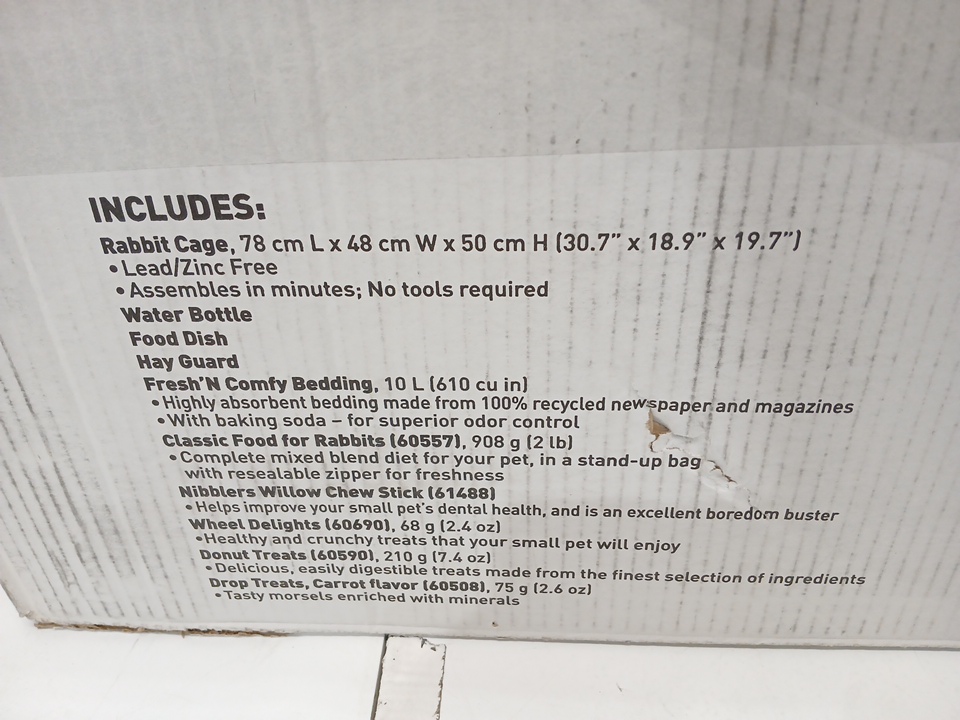 INCLUDES:
Rabbit Cage, 78 cm L x 48 cm W x 50 cm H (30.7” x 18.9” x 19.7”)
• Lead/Zinc Free
• Assembles in minutes; No tools required
Water Bottle
Food Dish
Hay Guard
Fresh’N Comfy Bedding, 10 L (610 cu in)
• Highly absorbent bedding made from 100% recycled newspaper and magazines
• With baking soda – for superior odor control
Classic Food for Rabbits (60557), 908 g (2 lb)
• Complete mixed blend diet for your pet, in a stand-up bag
with resealable zipper for freshness
Nibblers Willow Chew Stick (61488)
• Helps improve your small pet’s dental health, and is an excellent boredom buster
Wheel Delights (60690), 68 g (2.4 oz)
• Healthy and crunchy treats that your small pet will enjoy
Donut Treats (60590), 210 g (7.4 oz)
• Delicious, easily digestible treats made from the finest selection of ingredients
Drop Treats, Carrot flavor (60508), 75 g (2.6 oz)
• Tasty morsels enriched with minerals